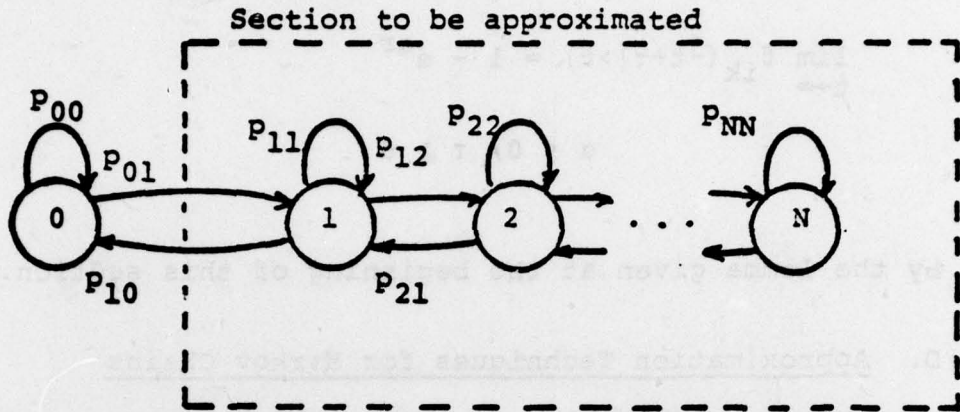 Section to be approximated
p00
p01
p11
p12
p22
pNN
0
1
2
. . .
N
p10
p21
by the lemma given at the beginning of this section.
D. Approximation Techniques for Markov Chains